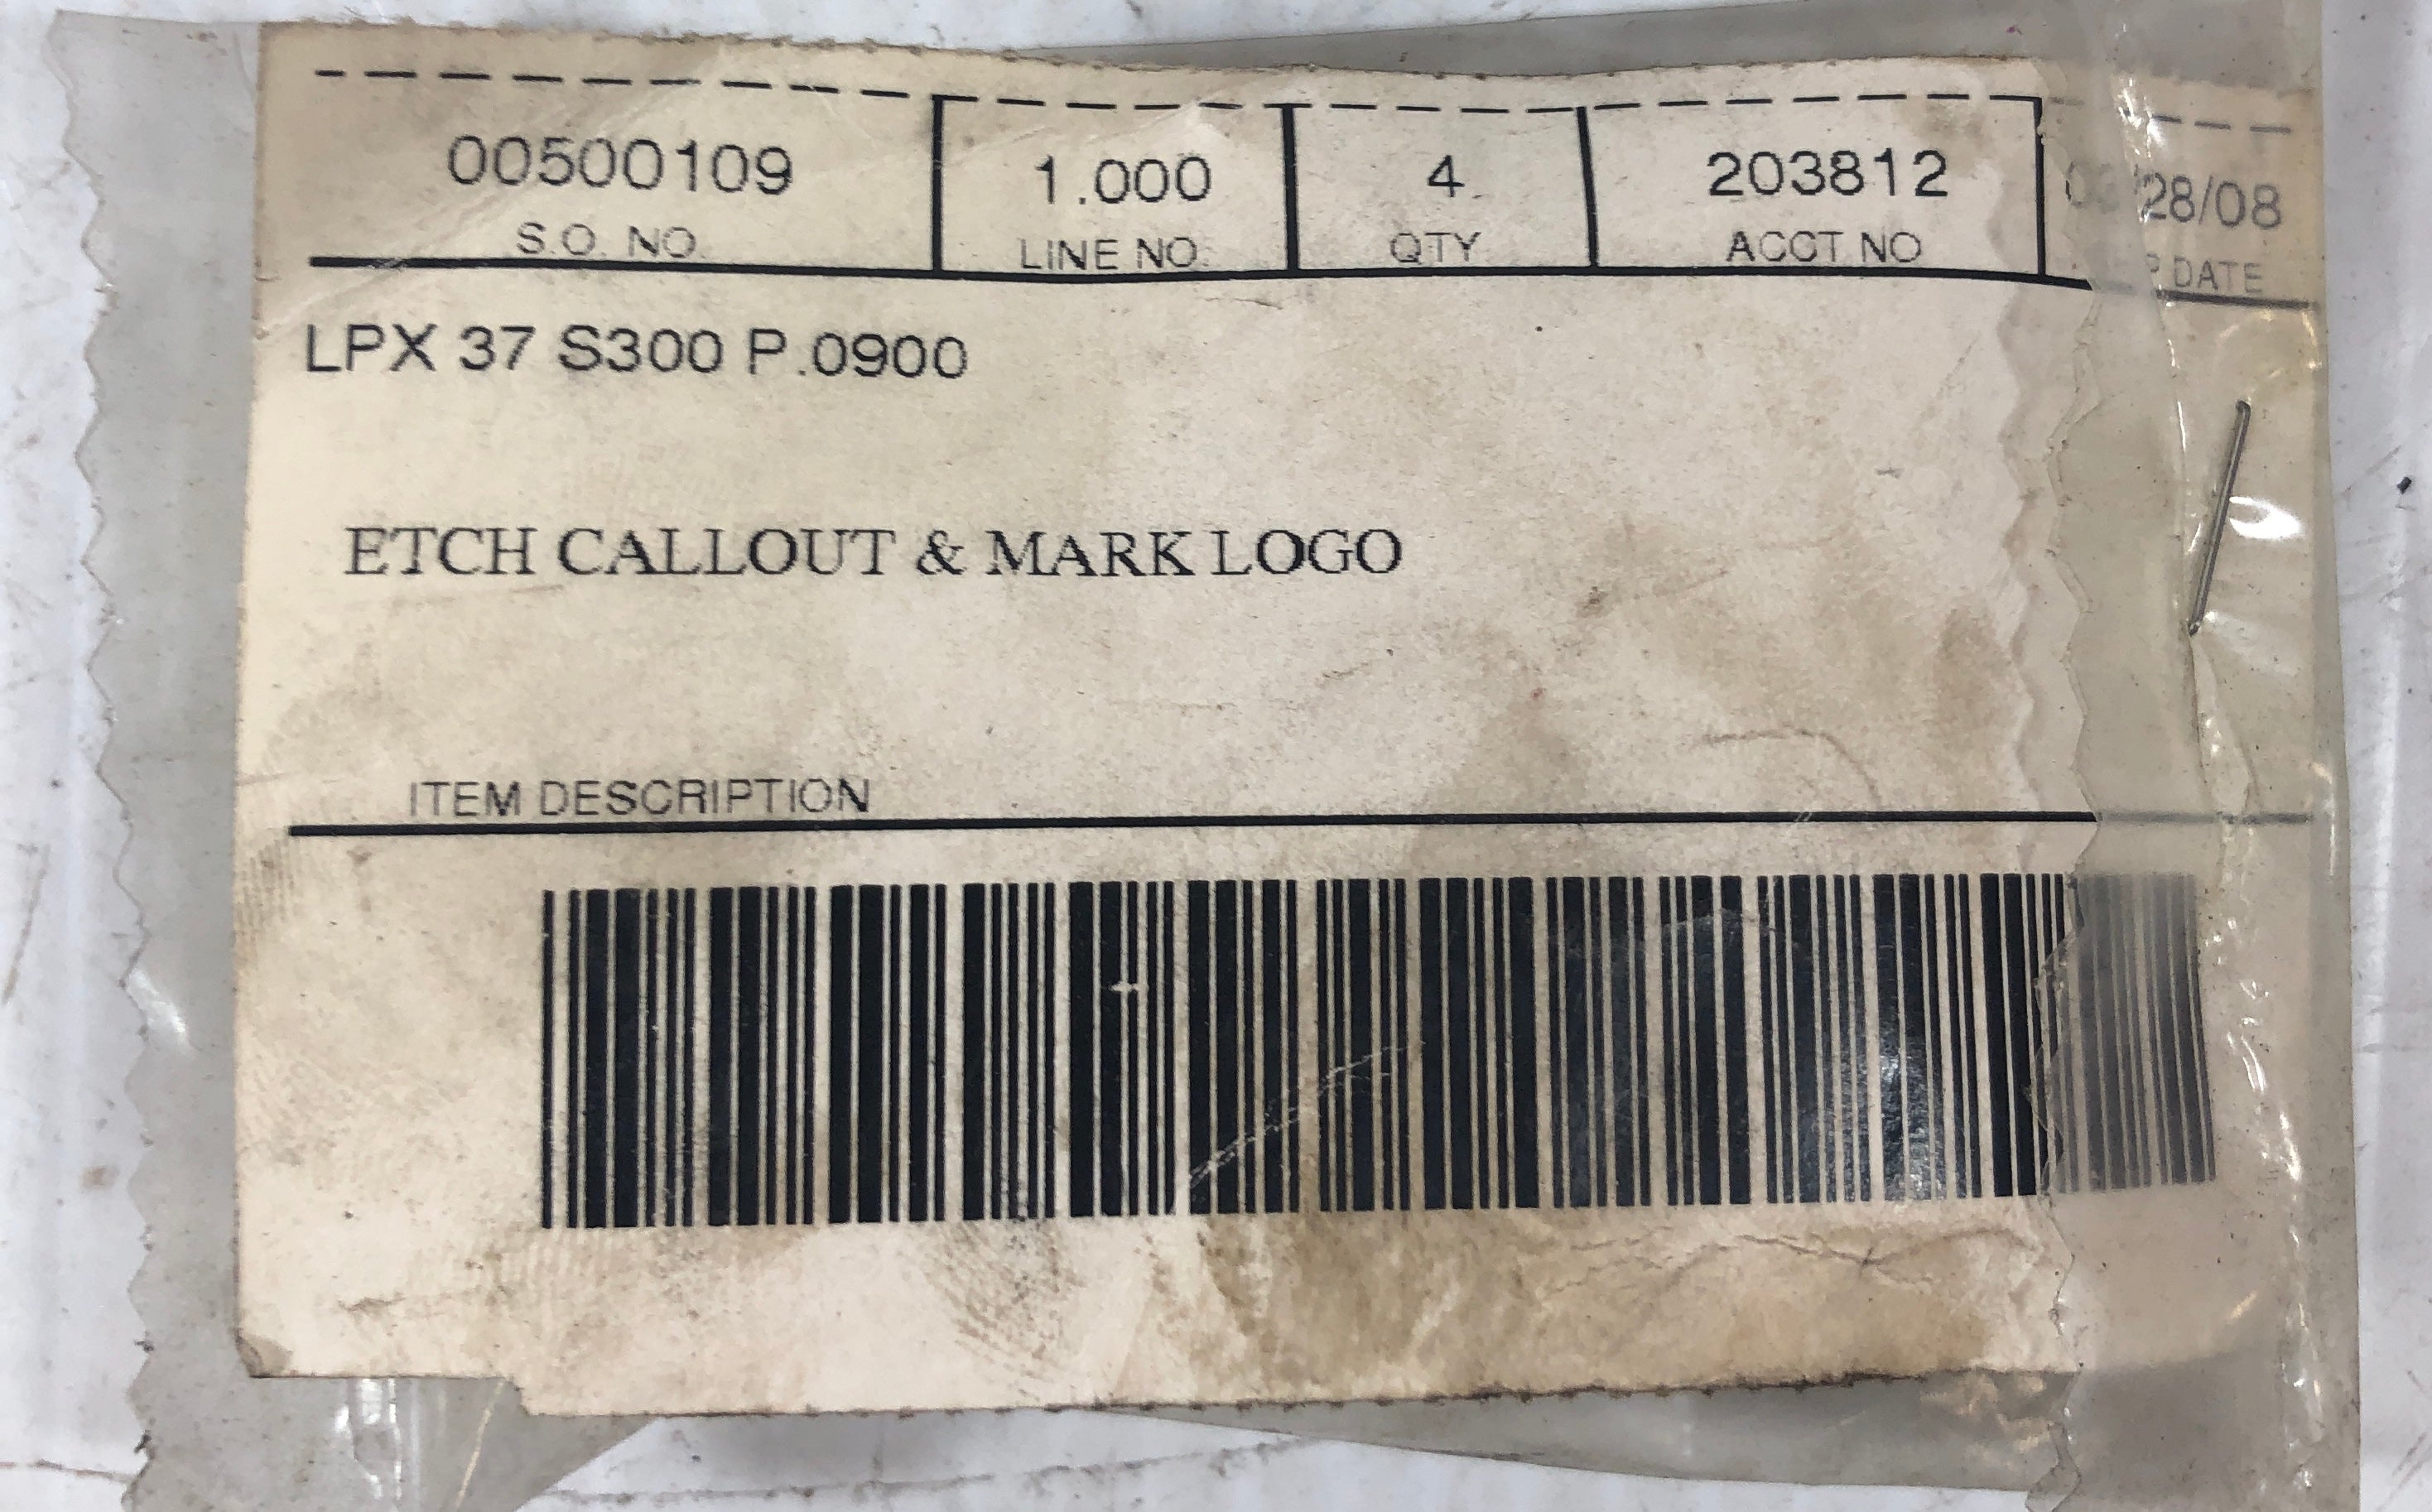 00500109 1.000 4 203812 03/28/08
S.O. NO. LINE NO. QTY ACCT NO DATE
LPX 37 S300 P.0900
ETCH CALLOUT & MARK LOGO
ITEM DESCRIPTION